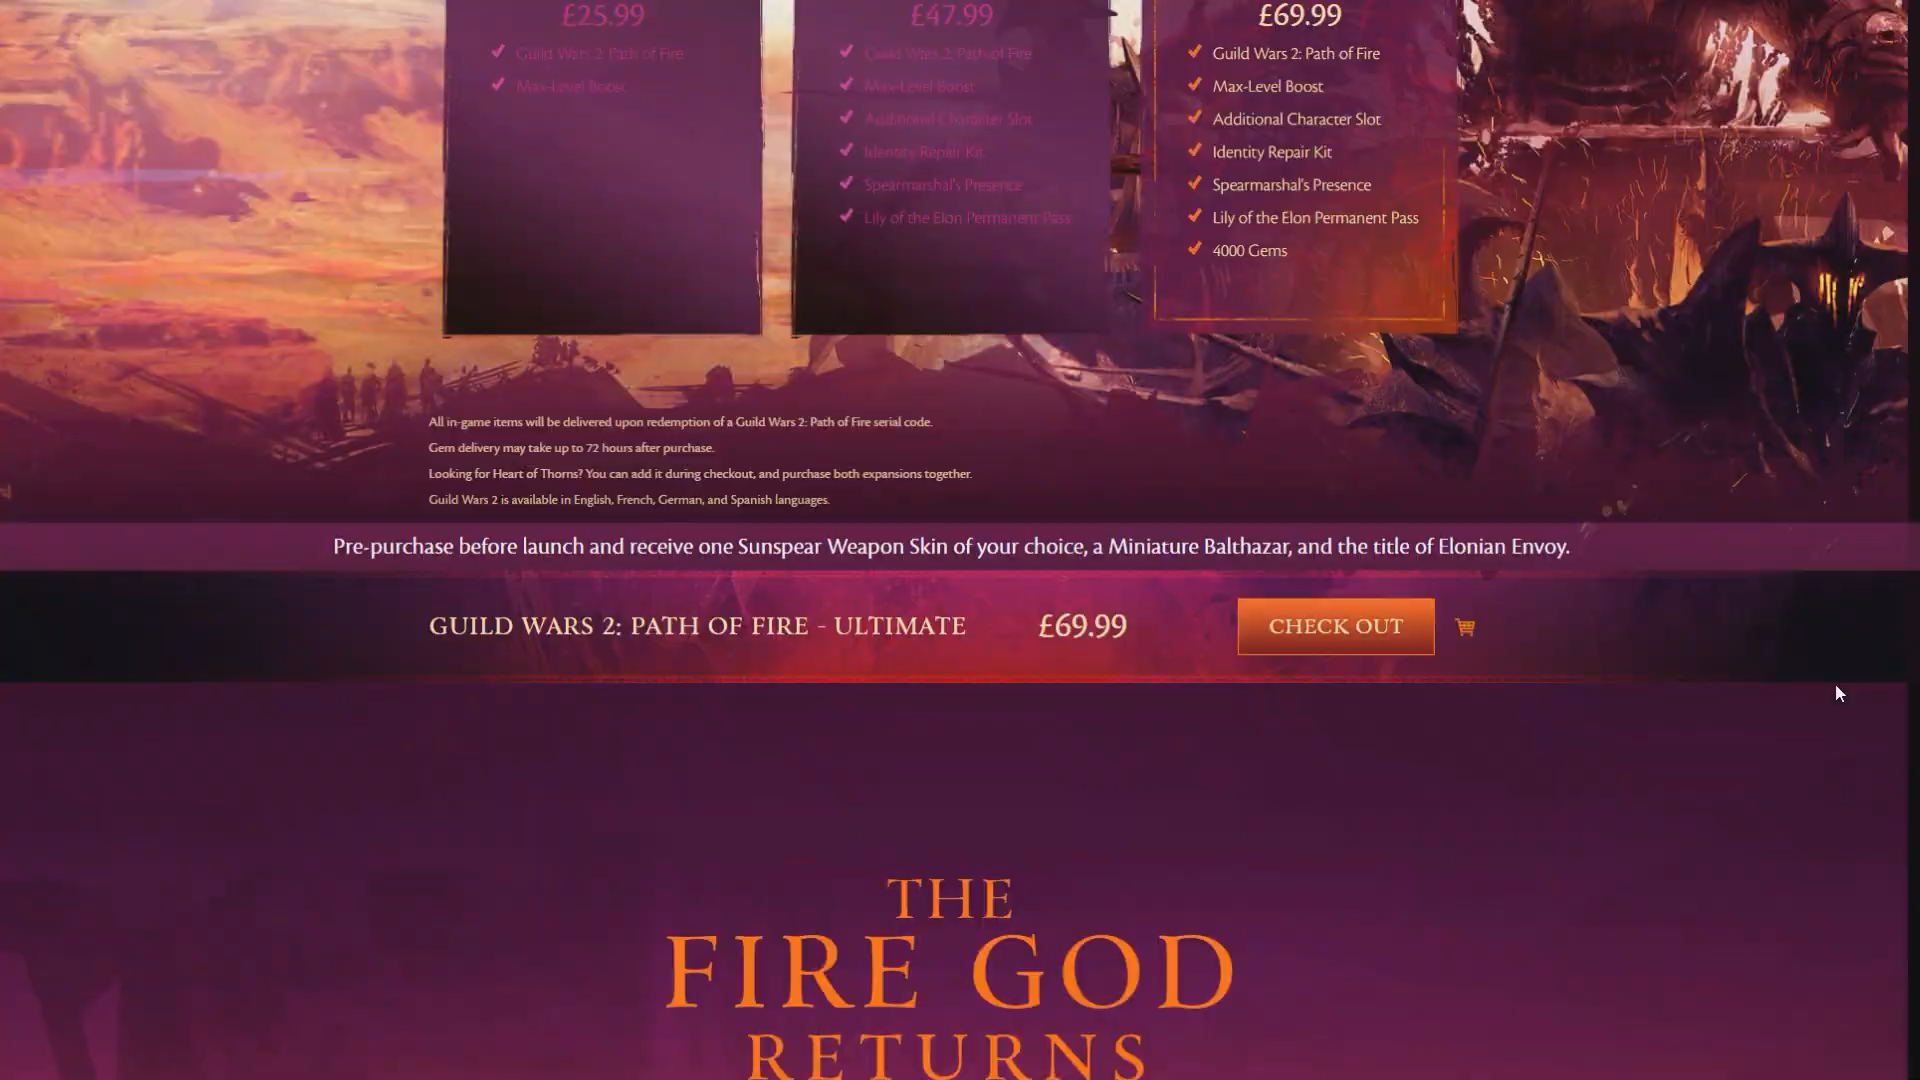 £25.99
Guild Wars 2: Path of Fire
Max-Level Boost
£47.99
Guild Wars 2: Path of Fire
Max-Level Boost
Additional Character Slot
Identity Repair Kit
Spearmarshal's Presence
Lily of the Elon Permanent Pass
£69.99
Guild Wars 2: Path of Fire
Max-Level Boost
Additional Character Slot
Identity Repair Kit
Spearmarshal's Presence
Lily of the Elon Permanent Pass
4000 Gems
All in-game items will be delivered upon redemption of a Guild Wars 2: Path of Fire serial code.
Gem delivery may take up to 72 hours after purchase.
Looking for Heart of Thorns? You can add it during checkout, and purchase both expansions together.
Guild Wars 2 is available in English, French, German, and Spanish languages.
Pre-purchase before launch and receive one Sunspear Weapon Skin of your choice, a Miniature Balthazar, and the title of Elonian Envoy.
GUILD WARS 2: PATH OF FIRE - ULTIMATE £69.99 CHECK OUT
THE
FIRE GOD
RETURNS